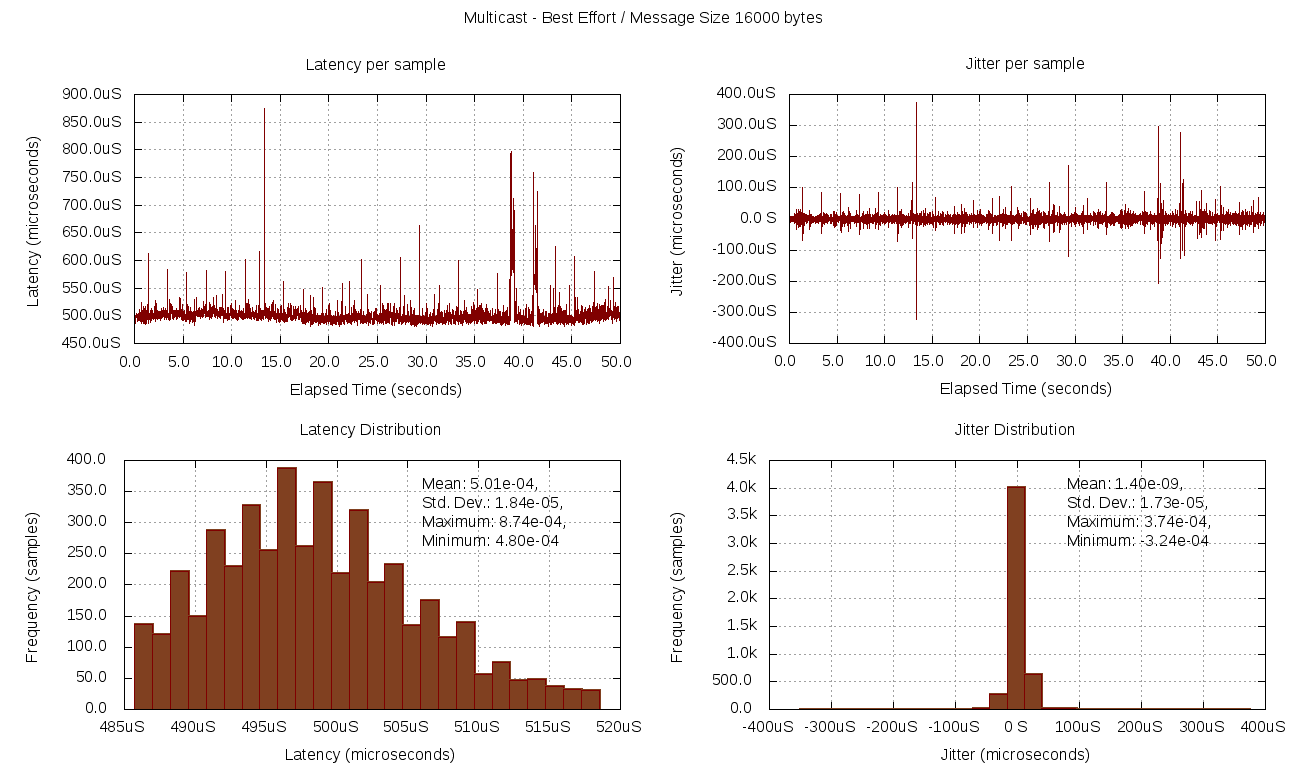 Multicast - Best Effort / Message Size 16000 bytes
Latency per sample
900.0uS
850.0uS
800.0uS
750.0uS
700.0uS
650.0uS
600.0uS
550.0uS
500.0uS
450.0uS
Latency (microseconds)
0.0 5.0 10.0 15.0 20.0 25.0 30.0 35.0 40.0 45.0 50.0
Elapsed Time (seconds)
Jitter per sample
400.0uS
300.0uS
200.0uS
100.0uS
0.0 S
-100.0uS
-200.0uS
-300.0uS
-400.0uS
Jitter (microseconds)
0.0 5.0 10.0 15.0 20.0 25.0 30.0 35.0 40.0 45.0 50.0
Elapsed Time (seconds)
Latency Distribution
400.0
350.0
300.0
250.0
200.0
150.0
100.0
50.0
0.0
Frequency (samples)
Mean: 5.01e-04,
Std. Dev.: 1.84e-05,
Maximum: 8.74e-04,
Minimum: 4.80e-04
485uS 490uS 495uS 500uS 505uS 510uS 515uS 520uS
Latency (microseconds)
Jitter Distribution
4.5k
4.0k
3.5k
3.0k
2.5k
2.0k
1.5k
1.0k
500.0
0.0
Frequency (samples)
Mean: 1.40e-09,
Std. Dev.: 1.73e-05,
Maximum: 3.74e-04,
Minimum: -3.24e-04
-400uS -300uS -200uS -100uS 0 S 100uS 200uS 300uS 400uS
Jitter (microseconds)